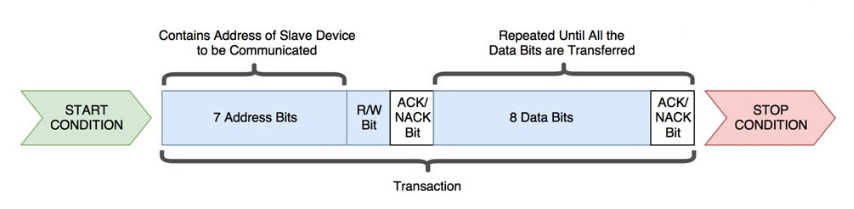 Contains Address of Slave Device
to be Communicated
Repeated Until All the
Data Bits are Transferred
START
CONDITION
7 Address Bits
R/W
Bit
ACK/
NACK
Bit
8 Data Bits
ACK/
NACK
Bit
STOP
CONDITION
Transaction